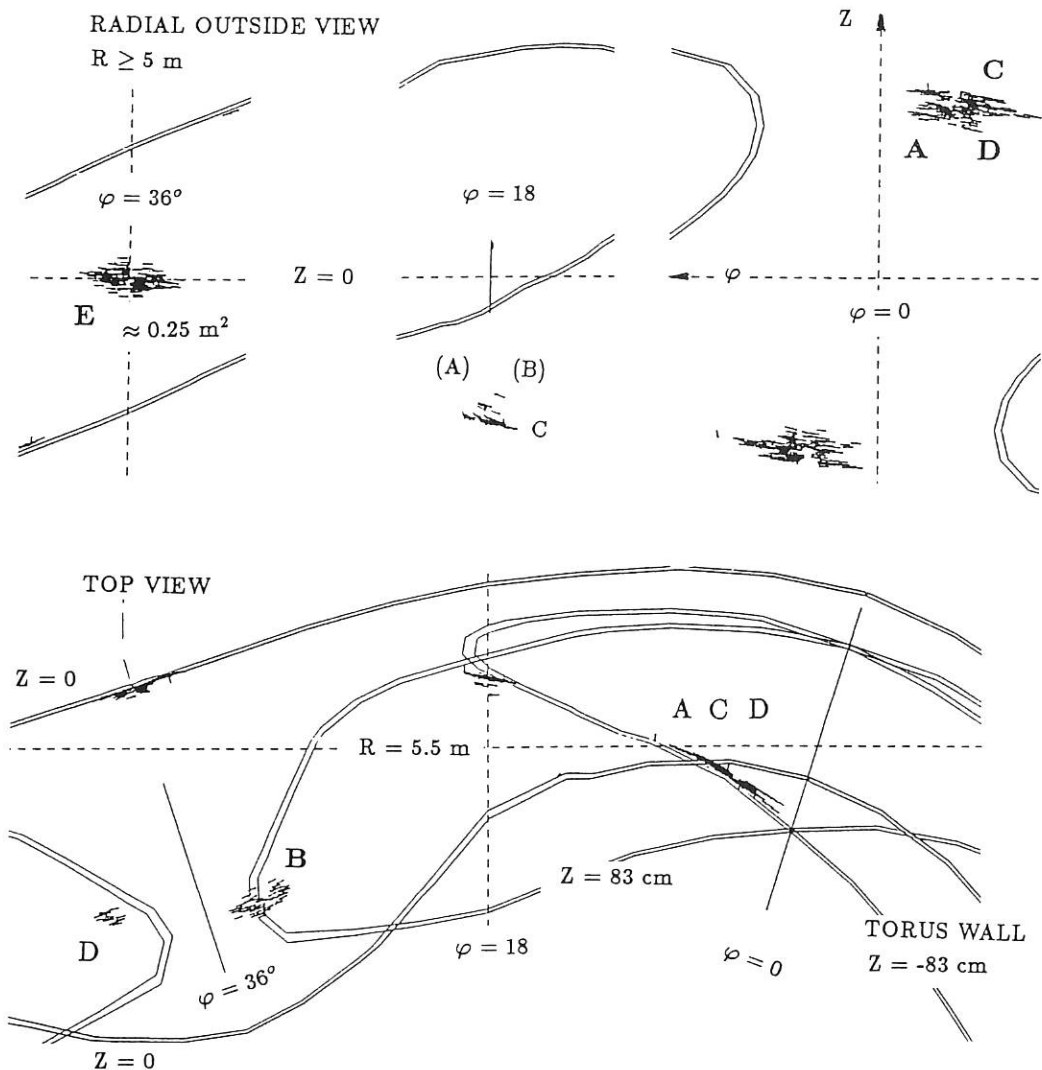 RADIAL OUTSIDE VIEW
R ≥ 5 m
Z
C
A D
φ = 36°
φ = 18
Z = 0
φ
φ = 0
E
≈ 0.25 m²
(A) (B)
C
TOP VIEW
Z = 0
A C D
R = 5.5 m
B
Z = 83 cm
D
TORUS WALL
Z = -83 cm
φ = 18
φ = 0
φ = 36°
Z = 0